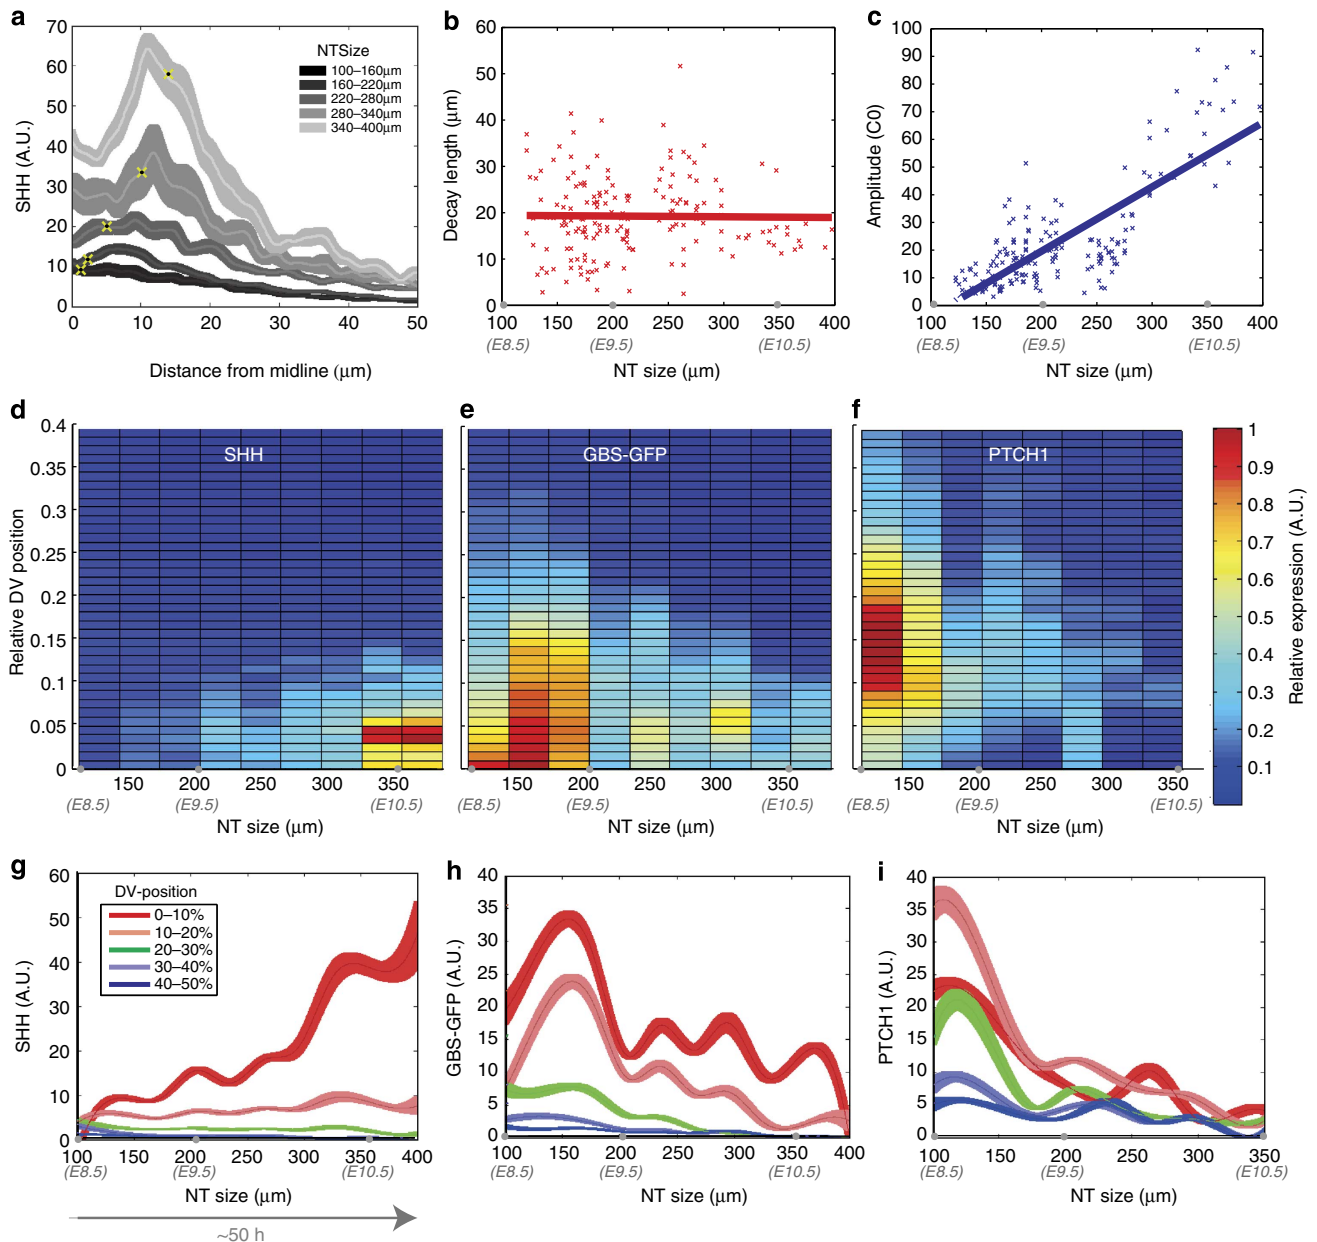 a
70
60
50
40
30
20
10
0
SHH (A.U.)
NTSize
100–160µm
160–220µm
220–280µm
280–340µm
340–400µm
0 10 20 30 40 50
Distance from midline (µm)
b
60
50
40
30
20
10
0
Decay length (µm)
100 150 200 250 300 350 400
(E8.5) (E9.5) (E10.5)
NT size (µm)
c
100
90
80
70
60
50
40
30
20
10
0
Amplitude (C0)
100 150 200 250 300 350 400
(E8.5) (E9.5) (E10.5)
NT size (µm)
d
0.4
0.35
0.3
0.25
0.2
0.15
0.1
0.05
0
Relative DV position
SHH
150 200 250 300 350
(E8.5) (E9.5) (E10.5)
NT size (µm)
e
GBS-GFP
150 200 250 300 350
(E8.5) (E9.5) (E10.5)
NT size (µm)
f
PTCH1
150 200 250 300 350
(E8.5) (E9.5) (E10.5)
NT size (µm)
1
0.9
0.8
0.7
0.6
0.5
0.4
0.3
0.2
0.1
Relative expression (A.U.)
g
60
50
40
30
20
10
0
SHH (A.U.)
DV-position
0–10%
10–20%
20–30%
30–40%
40–50%
100 150 200 250 300 350 400
(E8.5) (E9.5) (E10.5)
NT size (µm)
~50 h
h
40
35
30
25
20
15
10
5
0
GBS-GFP (A.U.)
100 150 200 250 300 350 400
(E8.5) (E9.5) (E10.5)
NT size (µm)
i
40
35
30
25
20
15
10
5
0
PTCH1 (A.U.)
100 150 200 250 300 350
(E8.5) (E9.5) (E10.5)
NT size (µm)